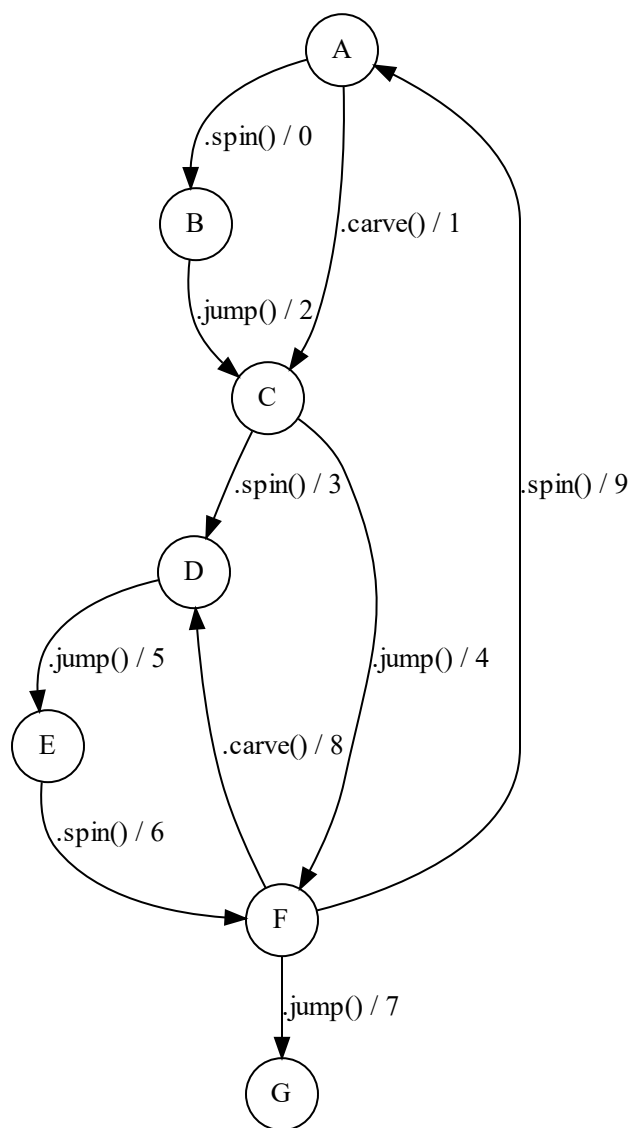 A
.spin() / 0
B
.carve() / 1
.jump() / 2
C
.spin() / 3
.spin() / 9
D
.jump() / 5
.jump() / 4
E
.carve() / 8
.spin() / 6
F
.jump() / 7
G